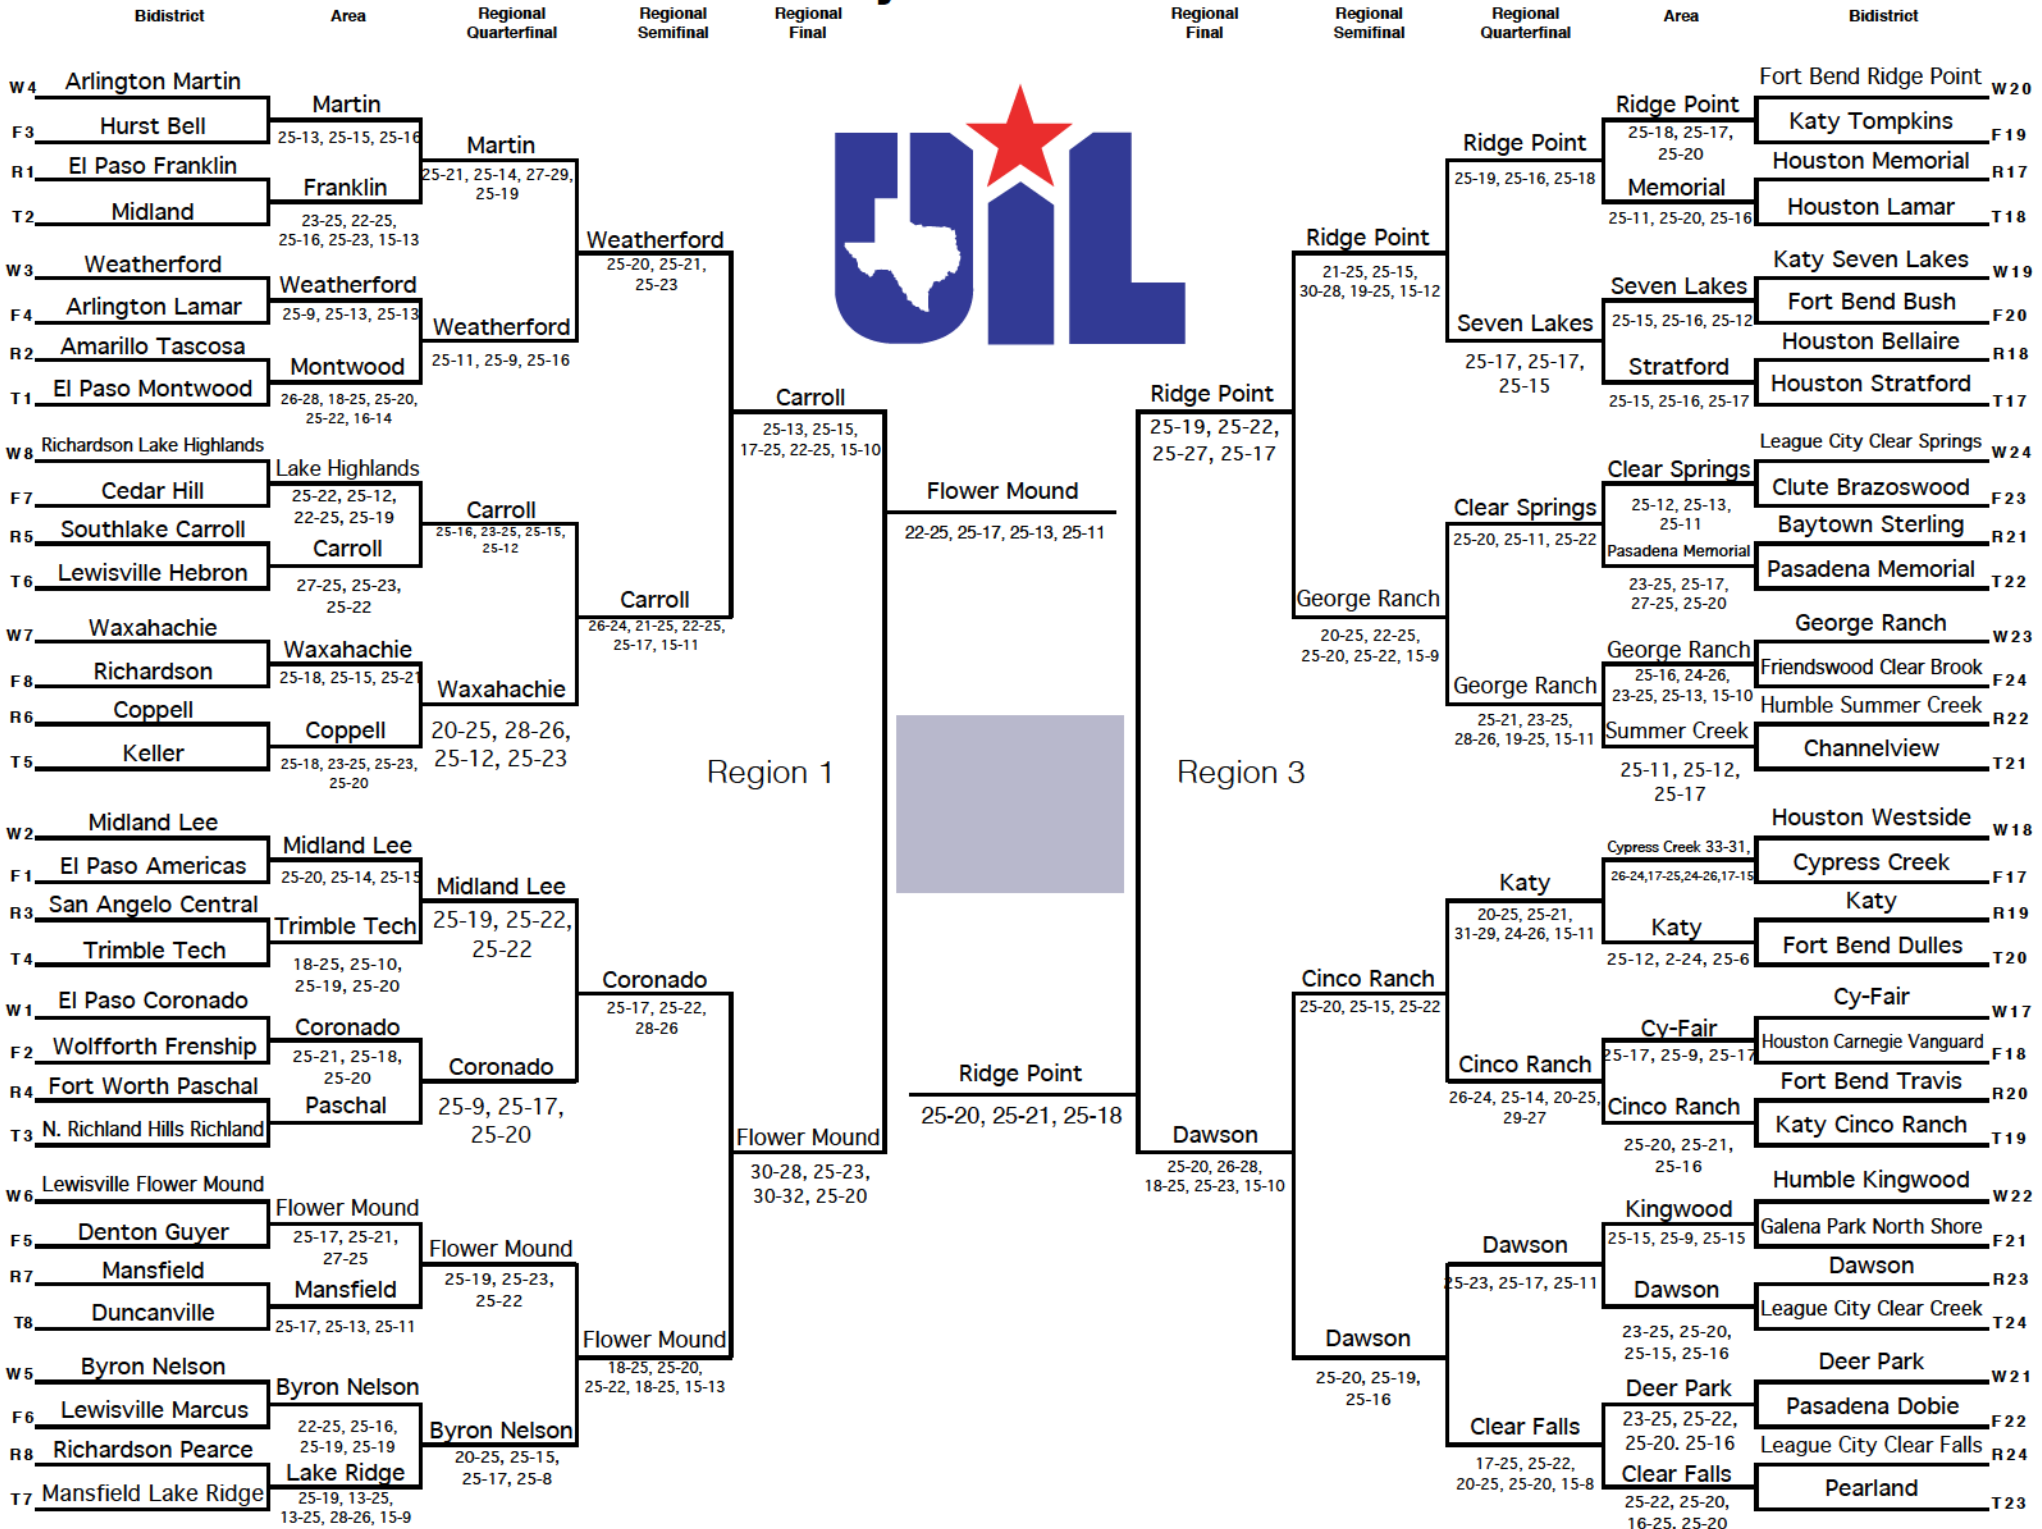 Bidistrict
Area
Regional
Quarterfinal
Regional
Semifinal
Regional
Final
Regional
Final
Regional
Semifinal
Regional
Quarterfinal
Area
Bidistrict
W4 Arlington Martin
F3 Hurst Bell
R1 El Paso Franklin
T2 Midland
W3 Weatherford
F4 Arlington Lamar
R2 Amarillo Tascosa
T1 El Paso Montwood
W8 Richardson Lake Highlands
F7 Cedar Hill
R5 Southlake Carroll
T6 Lewisville Hebron
W7 Waxahachie
F8 Richardson
R6 Coppell
T5 Keller
W2 Midland Lee
F1 El Paso Americas
R3 San Angelo Central
T4 Trimble Tech
W1 El Paso Coronado
F2 Wolfforth Frenship
R4 Fort Worth Paschal
T3 N. Richland Hills Richland
W6 Lewisville Flower Mound
F5 Denton Guyer
R7 Mansfield
T8 Duncanville
W5 Byron Nelson
F6 Lewisville Marcus
R8 Richardson Pearce
T7 Mansfield Lake Ridge
Martin
25-13, 25-15, 25-16
Franklin
23-25, 22-25,
25-16, 25-23, 15-13
Weatherford
25-9, 25-13, 25-13
Montwood
26-28, 18-25, 25-20,
25-22, 16-14
Lake Highlands
25-22, 25-12,
22-25, 25-19
Carroll
27-25, 25-23,
25-22
Waxahachie
25-18, 25-15, 25-21
Coppell
25-18, 23-25, 25-23,
25-20
Midland Lee
25-20, 25-14, 25-15
Trimble Tech
18-25, 25-10,
25-19, 25-20
Coronado
25-21, 25-18,
25-20
Paschal
Flower Mound
25-17, 25-21,
27-25
Mansfield
25-17, 25-13, 25-11
Byron Nelson
22-25, 25-16,
25-19, 25-19
Lake Ridge
25-19, 13-25,
13-25, 28-26, 15-9
Martin
25-21, 25-14, 27-29,
25-19
Weatherford
25-11, 25-9, 25-16
Carroll
25-16, 23-25, 25-15,
25-12
Waxahachie
20-25, 28-26,
25-12, 25-23
Midland Lee
25-19, 25-22,
25-22
Coronado
25-9, 25-17,
25-20
Flower Mound
25-19, 25-23,
25-22
Byron Nelson
20-25, 25-15,
25-17, 25-8
Weatherford
25-20, 25-21,
25-23
Carroll
26-24, 21-25, 22-25,
25-17, 15-11
Coronado
25-17, 25-22,
28-26
Flower Mound
18-25, 25-20,
25-22, 18-25, 15-13
Carroll
25-13, 25-15,
17-25, 22-25, 15-10
Flower Mound
30-28, 25-23,
30-32, 25-20
Region 1
UIL
Flower Mound
22-25, 25-17, 25-13, 25-11
Ridge Point
25-20, 25-21, 25-18
Region 3
Ridge Point
25-19, 25-22,
25-27, 25-17
Dawson
25-20, 26-28,
18-25, 25-23, 15-10
Ridge Point
21-25, 25-15,
30-28, 19-25, 15-12
George Ranch
20-25, 22-25,
25-20, 25-22, 15-9
Cinco Ranch
25-20, 25-15, 25-22
Dawson
25-20, 25-19,
25-16
Ridge Point
25-19, 25-16, 25-18
Seven Lakes
25-17, 25-17,
25-15
Clear Springs
25-20, 25-11, 25-22
George Ranch
25-21, 23-25,
28-26, 19-25, 15-11
Katy
20-25, 25-21,
31-29, 24-26, 15-11
Cinco Ranch
26-24, 25-14, 20-25,
29-27
Dawson
25-23, 25-17, 25-11
Clear Falls
17-25, 25-22,
20-25, 25-20, 15-8
Ridge Point
25-18, 25-17,
25-20
Memorial
25-11, 25-20, 25-16
Seven Lakes
25-15, 25-16, 25-12
Stratford
25-15, 25-16, 25-17
Clear Springs
25-12, 25-13,
25-11
Pasadena Memorial
23-25, 25-17,
27-25, 25-20
George Ranch
25-16, 24-26,
23-25, 25-13, 15-10
Summer Creek
25-11, 25-12,
25-17
Cypress Creek 33-31,
26-24,17-25,24-26,17-15
Katy
25-12, 2-24, 25-6
Cy-Fair
25-17, 25-9, 25-17
Cinco Ranch
25-20, 25-21,
25-16
Kingwood
25-15, 25-9, 25-15
Dawson
23-25, 25-20,
25-15, 25-16
Deer Park
23-25, 25-22,
25-20. 25-16
Clear Falls
25-22, 25-20,
16-25, 25-20
Fort Bend Ridge Point W20
Katy Tompkins F19
Houston Memorial R17
Houston Lamar T18
Katy Seven Lakes W19
Fort Bend Bush F20
Houston Bellaire R18
Houston Stratford T17
League City Clear Springs W24
Clute Brazoswood F23
Baytown Sterling R21
Pasadena Memorial T22
George Ranch W23
Friendswood Clear Brook F24
Humble Summer Creek R22
Channelview T21
Houston Westside W18
Cypress Creek F17
Katy R19
Fort Bend Dulles T20
Cy-Fair W17
Houston Carnegie Vanguard F18
Fort Bend Travis R20
Katy Cinco Ranch T19
Humble Kingwood W22
Galena Park North Shore F21
Dawson R23
League City Clear Creek T24
Deer Park W21
Pasadena Dobie F22
League City Clear Falls R24
Pearland T23